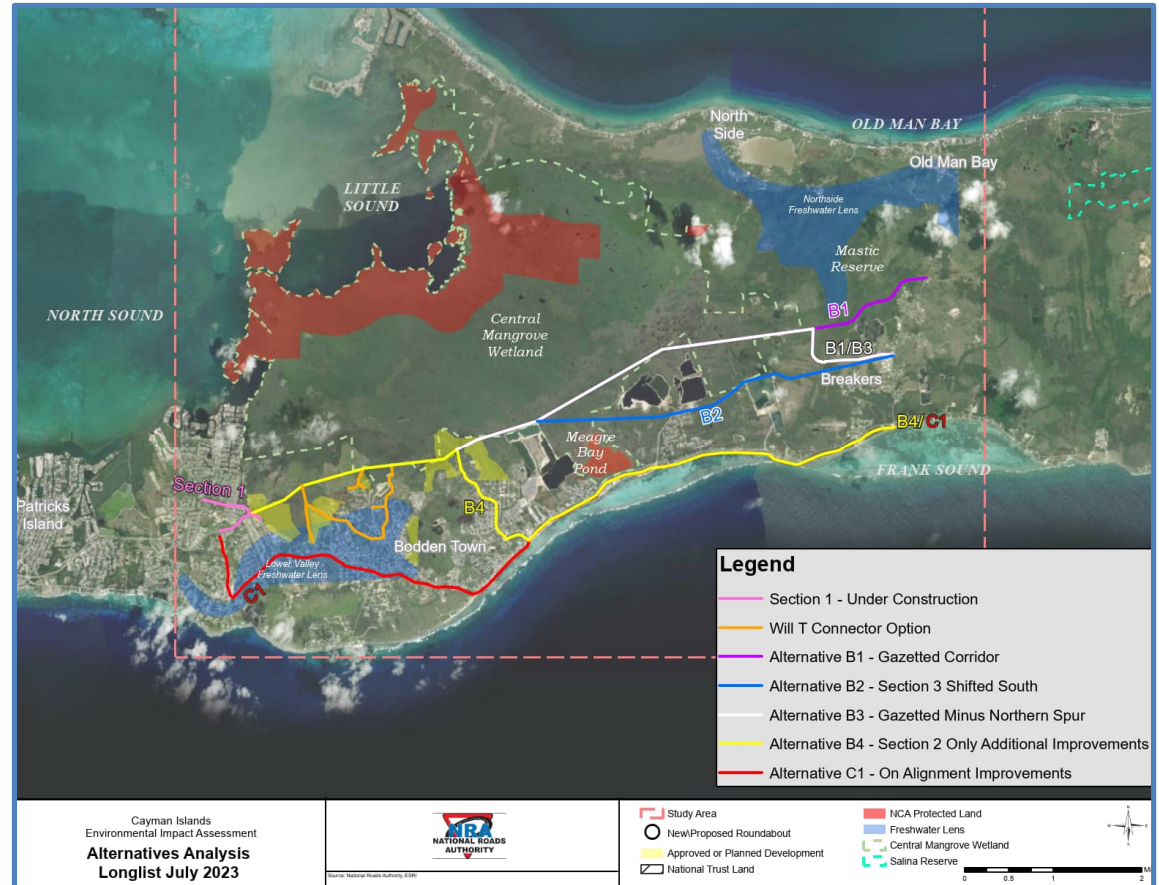 North
Side
OLD MAN BAY
Old Man Bay
LITTLE
SOUND
Northside
Freshwater Lens
Mastic
Reserve
NORTH SOUND
Central
Mangrove
Wetland
B1
B1/B3
Breakers
B2
B4/C1
Meagre
Bay
Pond
FRANK SOUND
Section 1
Patricks
Island
B4
Bodden Town
Lower Valley
Freshwater Lens
C1
Legend
Section 1 - Under Construction
Will T Connector Option
Alternative B1 - Gazetted Corridor
Alternative B2 - Section 3 Shifted South
Alternative B3 - Gazetted Minus Northern Spur
Alternative B4 - Section 2 Only Additional Improvements
Alternative C1 - On Alignment Improvements
Cayman Islands
Environmental Impact Assessment
Alternatives Analysis
Longlist July 2023
NRA
NATIONAL ROADS
AUTHORITY
Source: National Roads Authority, ESRI
Study Area
New\Proposed Roundabout
Approved or Planned Development
National Trust Land
NCA Protected Land
Freshwater Lens
Central Mangrove Wetland
Salina Reserve
0 0.5 1 2